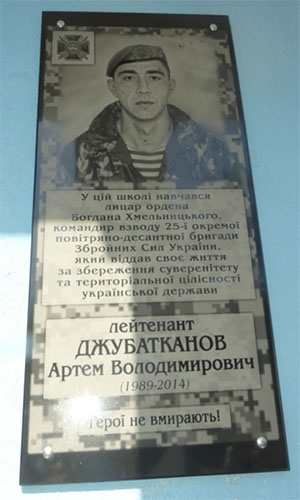 У цій школі навчався
лицар ордена
Богдана Хмельницького,
командир взводу 25-ї окремої
повітряно-десантної бригади
Збройних Сил України,
який віддав своє життя
за збереження суверенітету
та територіальної цілісності
української держави
лейтенант
ДЖУБАТКАНОВ
Артем Володимирович
(1989-2014)
Герої не вмирають!